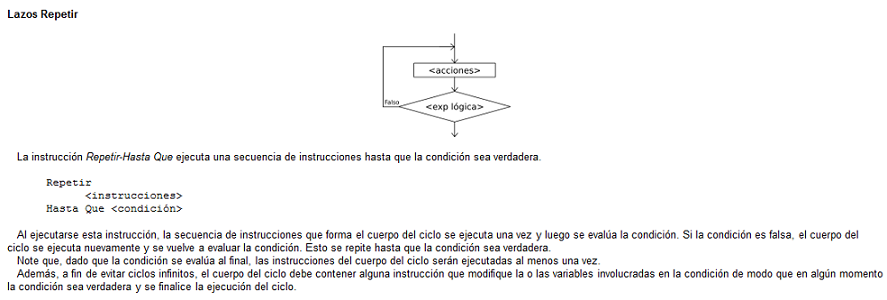 Lazos Repetir
<acciones>
Falso
<exp lógica>
La instrucción Repetir-Hasta Que ejecuta una secuencia de instrucciones hasta que la condición sea verdadera.
Repetir
<instrucciones>
Hasta Que <condición>
Al ejecutarse esta instrucción, la secuencia de instrucciones que forma el cuerpo del ciclo se ejecuta una vez y luego se evalúa la condición. Si la condición es falsa, el cuerpo del
ciclo se ejecuta nuevamente y se vuelve a evaluar la condición. Esto se repite hasta que la condición sea verdadera.
Note que, dado que la condición se evalúa al final, las instrucciones del cuerpo del ciclo serán ejecutadas al menos una vez.
Además, a fin de evitar ciclos infinitos, el cuerpo del ciclo debe contener alguna instrucción que modifique la o las variables involucradas en la condición de modo que en algún momento
la condición sea verdadera y se finalice la ejecución del ciclo.